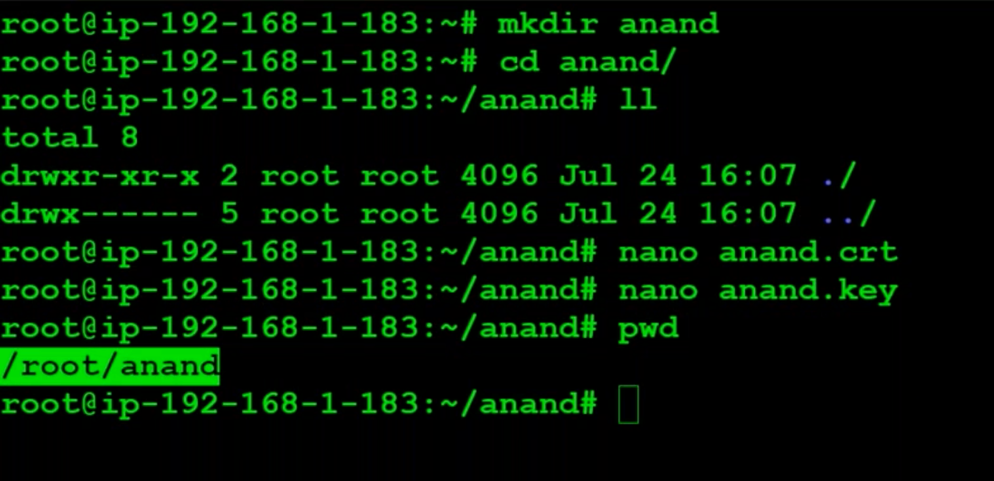 root@ip-192-168-1-183:~# mkdir anand
root@ip-192-168-1-183:~# cd anand/
root@ip-192-168-1-183:~/anand# ll
total 8
drwxr-xr-x 2 root root 4096 Jul 24 16:07 ./
drwx------ 5 root root 4096 Jul 24 16:07 ../
root@ip-192-168-1-183:~/anand# nano anand.crt
root@ip-192-168-1-183:~/anand# nano anand.key
root@ip-192-168-1-183:~/anand# pwd
/root/anand
root@ip-192-168-1-183:~/anand#